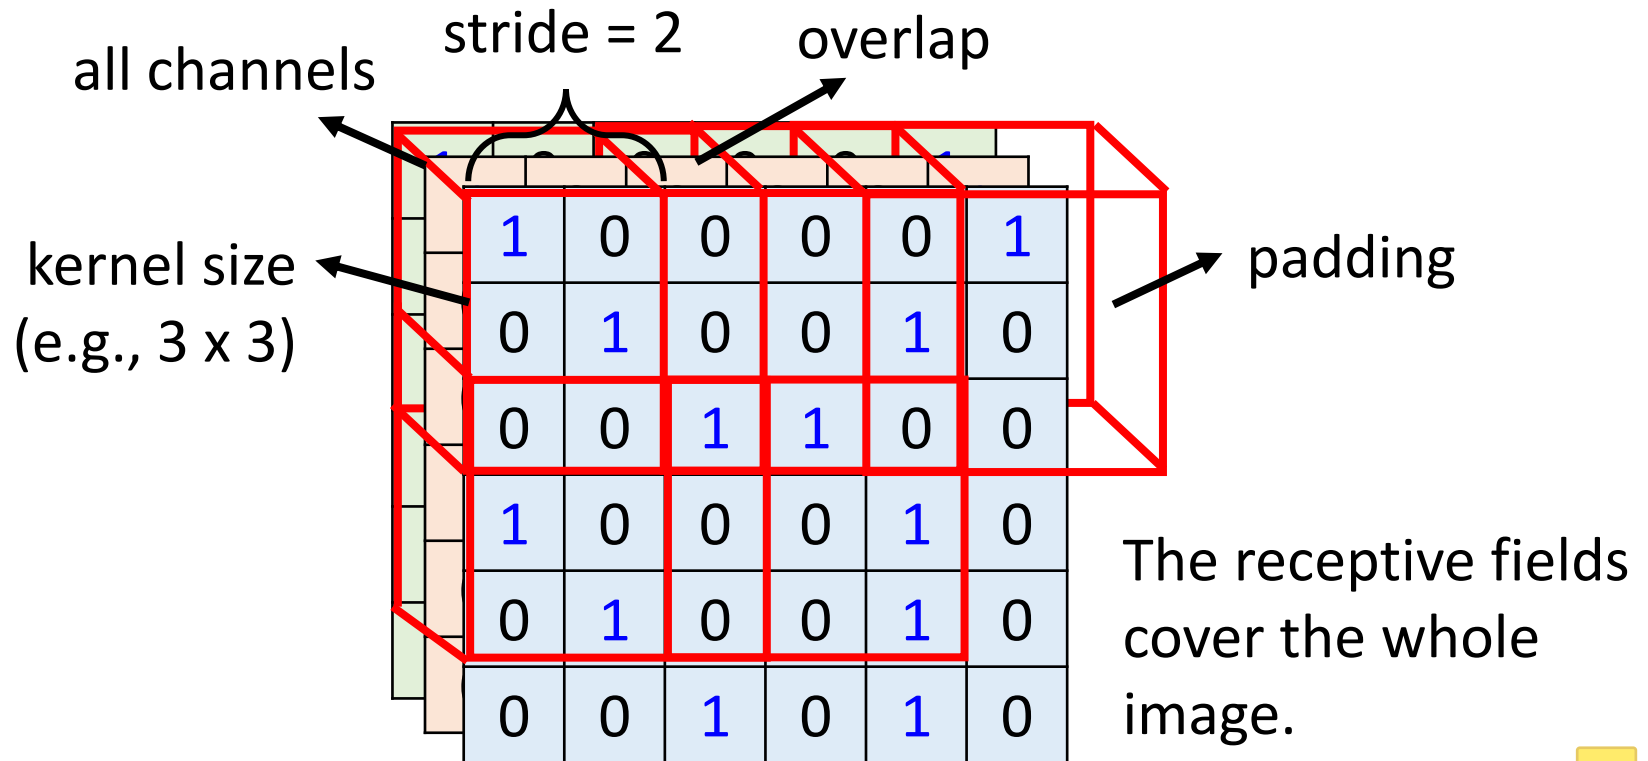 stride = 2
overlap
all channels
kernel size
(e.g., 3 x 3)
padding
1 0 0 0 0 1
0 1 0 0 1 0
0 0 1 1 0 0
1 0 0 0 1 0
0 1 0 0 1 0
0 0 1 0 1 0
The receptive fields
cover the whole
image.